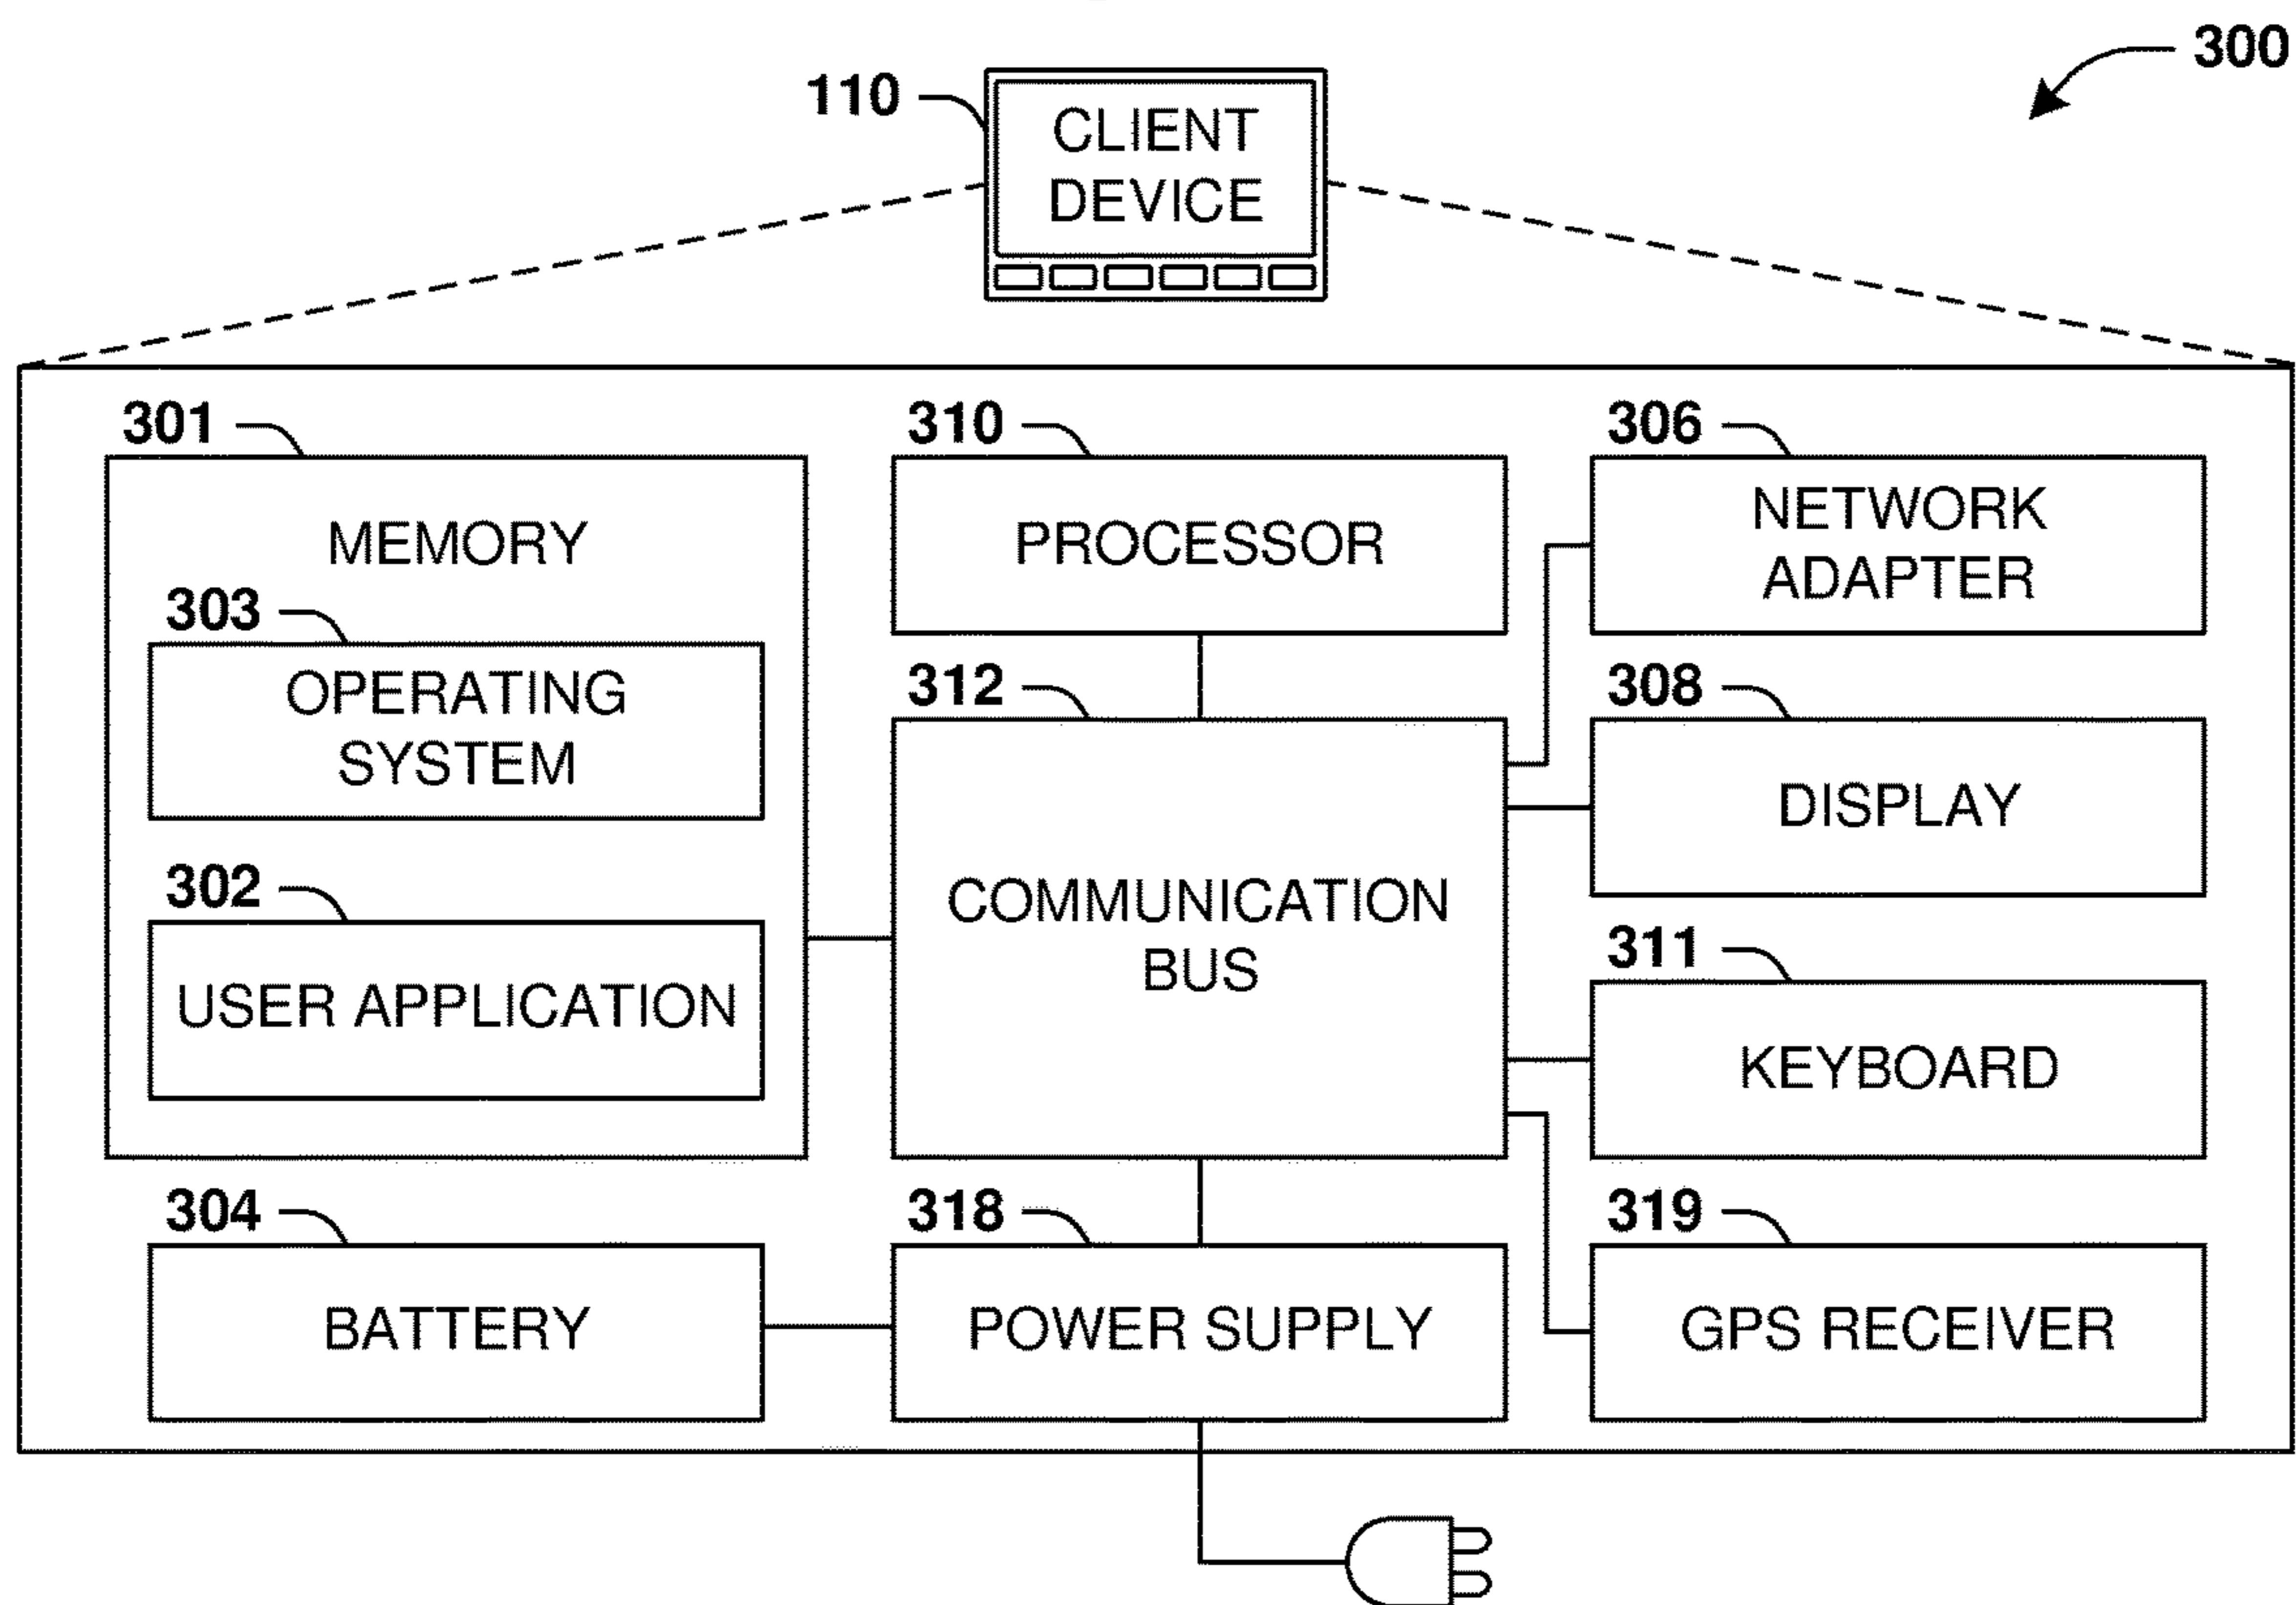 300
110
CLIENT
DEVICE
301
MEMORY
303
OPERATING
SYSTEM
302
USER APPLICATION
304
BATTERY
310
PROCESSOR
312
COMMUNICATION
BUS
318
POWER SUPPLY
306
NETWORK
ADAPTER
308
DISPLAY
311
KEYBOARD
319
GPS RECEIVER